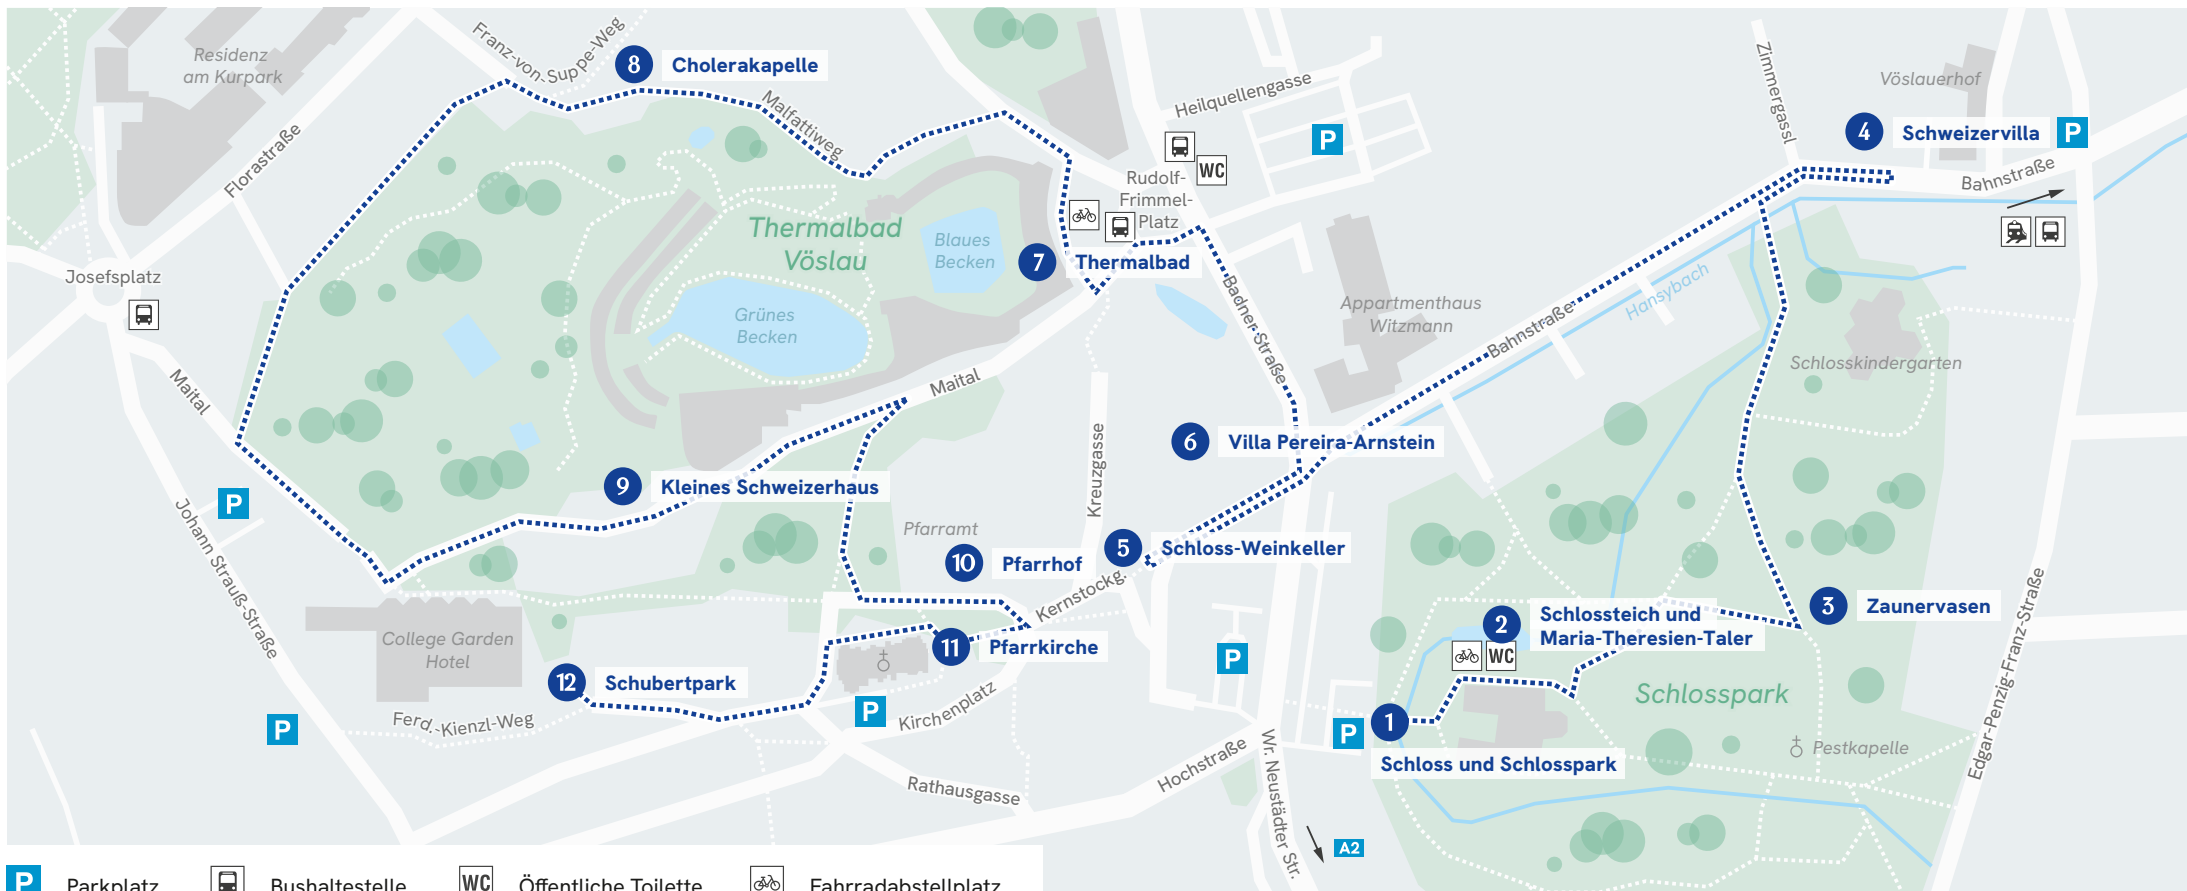 Residenz
am Kurpark
Franz-von-Suppe-Weg
8 Cholerakapelle
Malfattiweg
Florastraße
Josefsplatz
Maital
Johann Strauß-Straße
P
P
Thermalbad
Vöslau
Blaues
Becken
Grünes
Becken
Maital
7 Thermalbad
Rudolf-
Frimmel-
Platz
WC
Heilquellengasse
P
Badner Straße
Appartmenthaus
Witzmann
Zimmergassl
Vöslauerhof
4 Schweizervilla
P
Bahnstraße
Bahnstraße
Hansybach
Schlosskindergarten
6 Villa Pereira-Arnstein
9 Kleines Schweizerhaus
Kreuzgasse
Pfarramt
10 Pfarrhof
5 Schloss-Weinkeller
Kernstockg.
2 Schlossteich und
Maria-Theresien-Taler
WC
3 Zaunervasen
College Garden
Hotel
11 Pfarrkirche
12 Schubertpark
P
P
Schlosspark
Ferd.-Kienzl-Weg
Kirchenplatz
P
1
Schloss und Schlosspark
Pestkapelle
Edgar-Penzig-Franz-Straße
Rathausgasse
Hochstraße
Wr. Neustädter Str.
A2
P Parkplatz
Bushaltestelle
WC Öffentliche Toilette
Fahrradabstellplatz